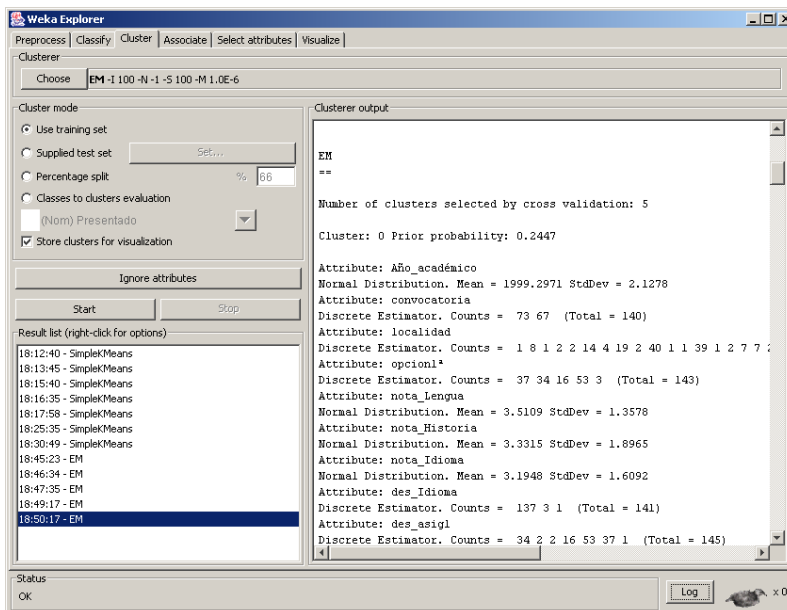 Weka Explorer
Preprocess Classify Cluster Associate Select attributes Visualize
Clusterer
Choose EM -I 100 -N -1 -S 100 -M 1.0E-6
Cluster mode
Use training set
Supplied test set Set...
Percentage split % 66
Classes to clusters evaluation
(Nom) Presentado
Store clusters for visualization
Ignore attributes
Start Stop
Result list (right-click for options)
18:12:40 - SimpleKMeans
18:13:45 - SimpleKMeans
18:15:40 - SimpleKMeans
18:16:35 - SimpleKMeans
18:17:58 - SimpleKMeans
18:25:35 - SimpleKMeans
18:30:49 - SimpleKMeans
18:45:23 - EM
18:46:34 - EM
18:47:35 - EM
18:49:17 - EM
18:50:17 - EM
Clusterer output
EM
==
Number of clusters selected by cross validation: 5
Cluster: 0 Prior probability: 0.2447
Attribute: Año_académico
Normal Distribution. Mean = 1999.2971 StdDev = 2.1278
Attribute: convocatoria
Discrete Estimator. Counts = 73 67 (Total = 140)
Attribute: localidad
Discrete Estimator. Counts = 1 8 1 2 2 14 4 19 2 40 1 1 39 1 2 7 7 2
Attribute: opcion1ª
Discrete Estimator. Counts = 37 34 16 53 3 (Total = 143)
Attribute: nota_Lengua
Normal Distribution. Mean = 3.5109 StdDev = 1.3578
Attribute: nota_Historia
Normal Distribution. Mean = 3.3315 StdDev = 1.8965
Attribute: nota_Idioma
Normal Distribution. Mean = 3.1948 StdDev = 1.6092
Attribute: des_Idioma
Discrete Estimator. Counts = 137 3 1 (Total = 141)
Attribute: des_asig1
Discrete Estimator. Counts = 34 2 2 16 53 37 1 (Total = 145)
Status
OK
Log
x 0